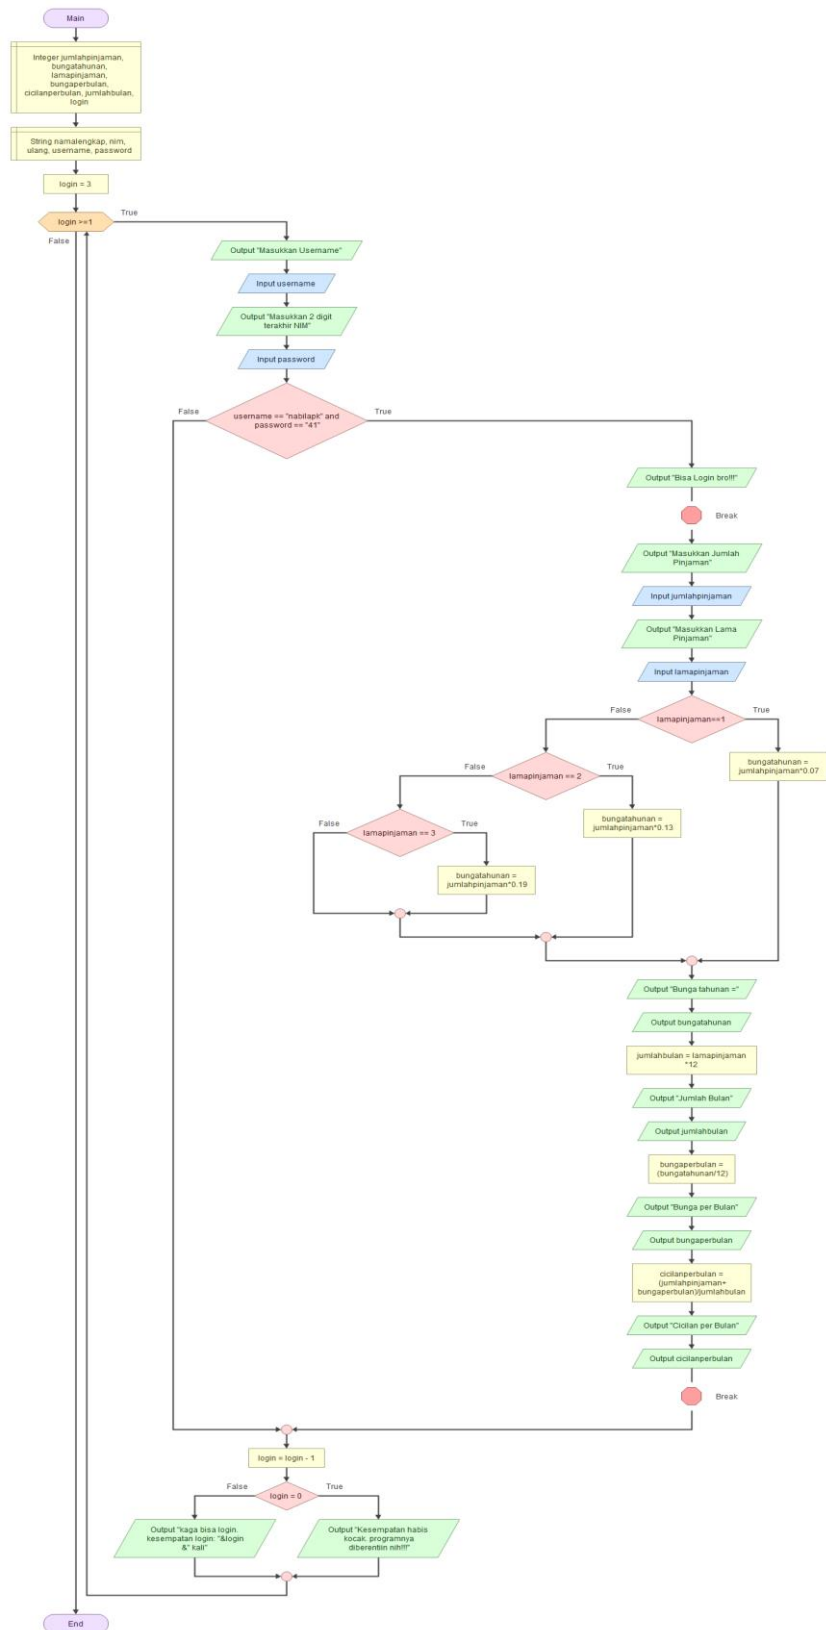 Main
Integer jumlahpinjaman,
bungatahunan,
lamapinjaman,
bungaperbulan,
cicilanperbulan, jumlahbulan,
login
String namalengkap, nim,
ulang, username, password
login = 3
login >=1
True
False
Output "Masukkan Username"
Input username
Output "Masukkan 2 digit
terakhir NIM"
Input password
False
username == "nabilapk" and
password == "41"
True
Output "Bisa Login bro!!!"
Break
Output "Masukkan Jumlah
Pinjaman"
Input jumlahpinjaman
Output "Masukkan Lama
Pinjaman"
Input lamapinjaman
False
lamapinjaman==1
True
bungatahunan =
jumlahpinjaman*0.07
False
lamapinjaman == 2
True
bungatahunan =
jumlahpinjaman*0.13
False
lamapinjaman == 3
True
bungatahunan =
jumlahpinjaman*0.19
Output "Bunga tahunan ="
Output bungatahunan
jumlahbulan = lamapinjaman
*12
Output "Jumlah Bulan"
Output jumlahbulan
bungaperbulan =
(bungatahunan/12)
Output "Bunga per Bulan"
Output bungaperbulan
cicilanperbulan =
(jumlahpinjaman+
bungaperbulan)/jumlahbulan
Output "Cicilan per Bulan"
Output cicilanperbulan
Break
login = login - 1
False
login = 0
True
Output "kaga bisa login.
kesempatan login: "&login
&" kali"
Output "Kesempatan habis
kocak. programnya
diberentiin nih!!!"
End